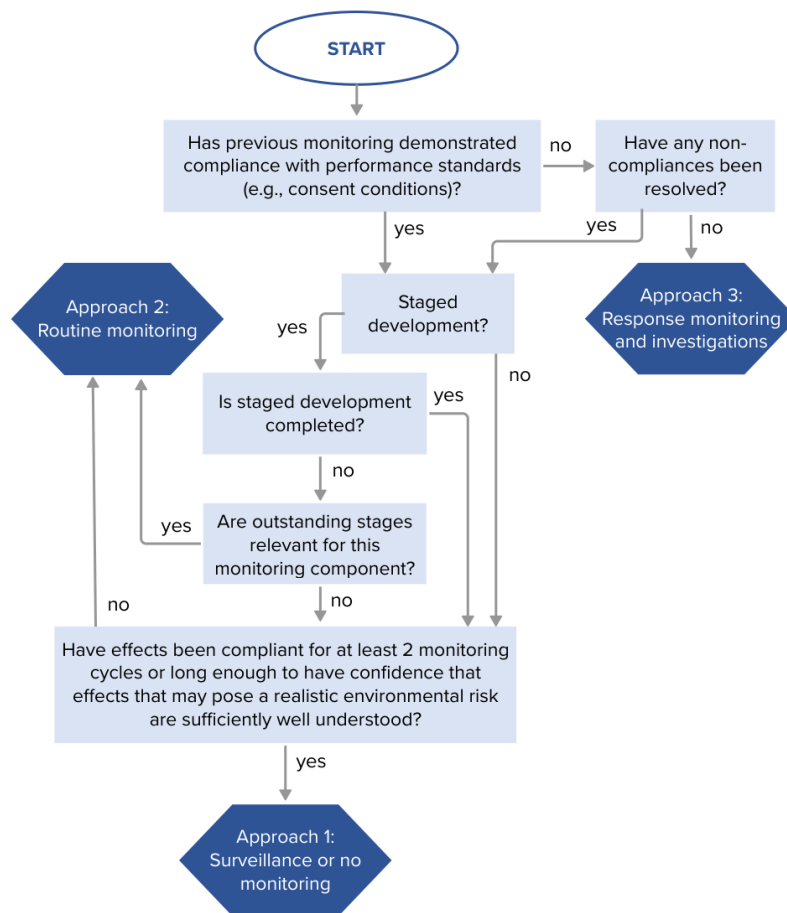 START
Has previous monitoring demonstrated
compliance with performance standards
(e.g., consent conditions)?
no
Have any non-
compliances been
resolved?
yes
yes
no
Approach 2:
Routine monitoring
Staged
development?
Approach 3:
Response monitoring
and investigations
yes
no
Is staged development
completed?
yes
no
Are outstanding stages
relevant for this
monitoring component?
yes
no
no
Have effects been compliant for at least 2 monitoring
cycles or long enough to have confidence that
effects that may pose a realistic environmental risk
are sufficiently well understood?
yes
Approach 1:
Surveillance or no
monitoring